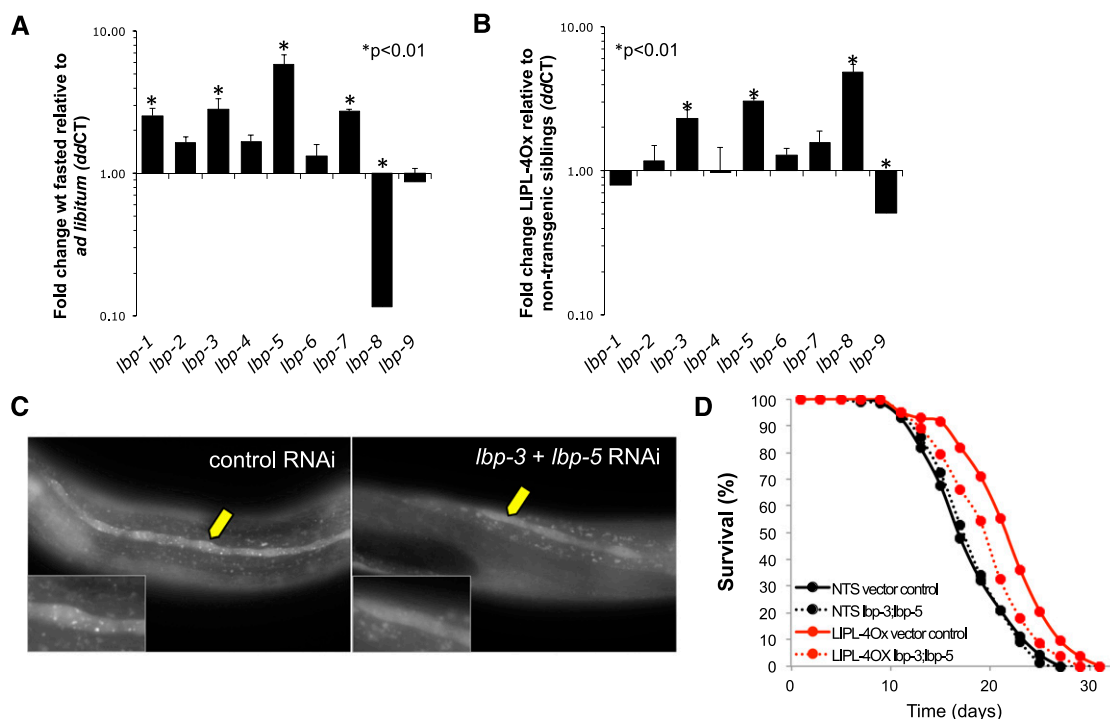 A
Fold change wt fasted relative to
ad libitum (ddCT)
10.00
1.00
0.10
*p<0.01
*
*
*
*
*
lbp-1
lbp-2
lbp-3
lbp-4
lbp-5
lbp-6
lbp-7
lbp-8
lbp-9
B
Fold change LIPL-4Ox relative to
non-transgenic siblings (ddCT)
10.00
1.00
0.10
*p<0.01
*
*
*
*
lbp-1
lbp-2
lbp-3
lbp-4
lbp-5
lbp-6
lbp-7
lbp-8
lbp-9
C
control RNAi
lbp-3 + lbp-5 RNAi
D
Survival (%)
100
90
80
70
60
50
40
30
20
10
0
NTS vector control
NTS lbp-3;lbp-5
LIPL-4Ox vector control
LIPL-4OX lbp-3;lbp-5
0
10
20
30
Time (days)